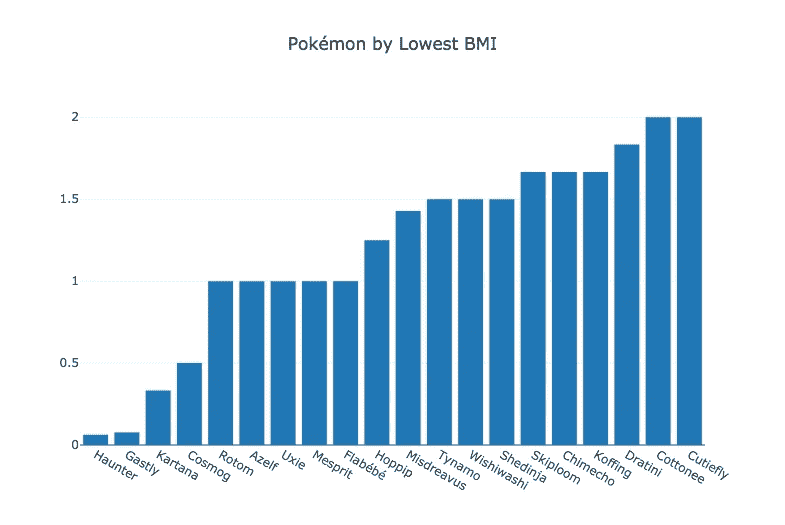 Pokémon by Lowest BMI
2
1.5
1
0.5
0
Haunter
Gastly
Kartana
Cosmog
Rotom
Azelf
Uxie
Mesprit
Flabébé
Hoppip
Misdreavus
Tynamo
Wishiwashi
Shedinja
Skiploom
Chimecho
Koffing
Dratini
Cottonee
Cutiefly